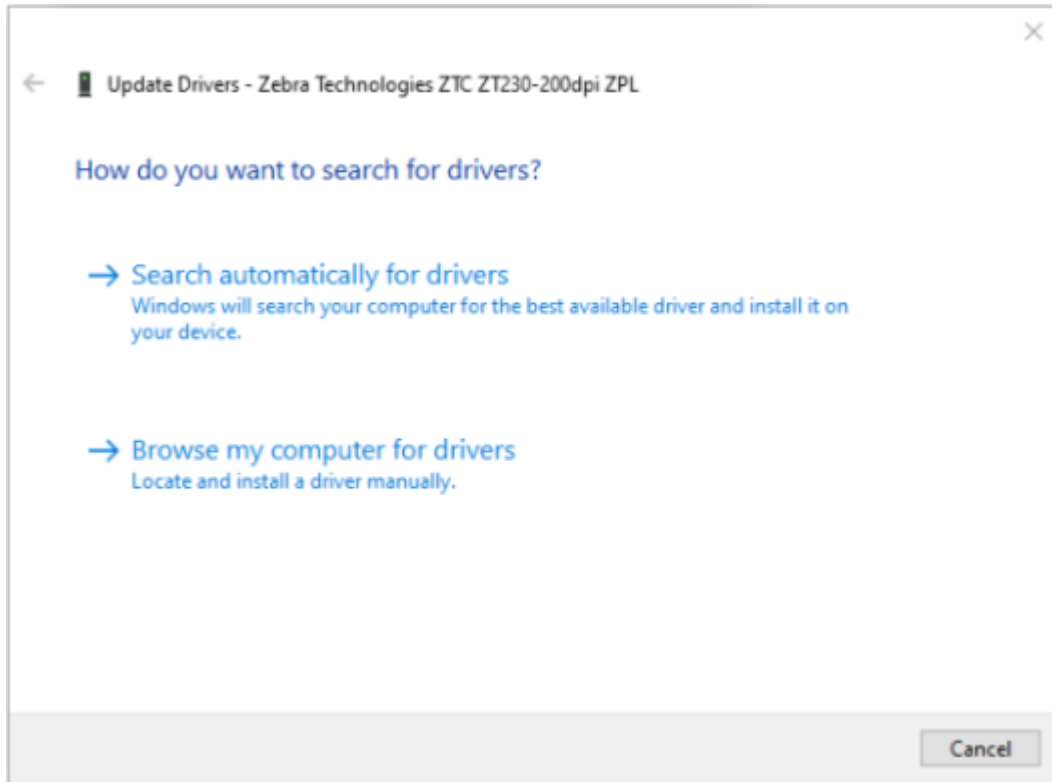 Update Drivers - Zebra Technologies ZTC ZT230-200dpi ZPL
How do you want to search for drivers?
Search automatically for drivers
Windows will search your computer for the best available driver and install it on
your device.
Browse my computer for drivers
Locate and install a driver manually.
Cancel